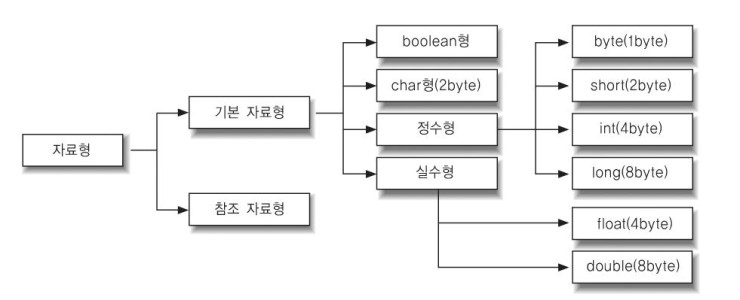 자료형
기본 자료형
참조 자료형
boolean형
char형(2byte)
정수형
실수형
byte(1byte)
short(2byte)
int(4byte)
long(8byte)
float(4byte)
double(8byte)